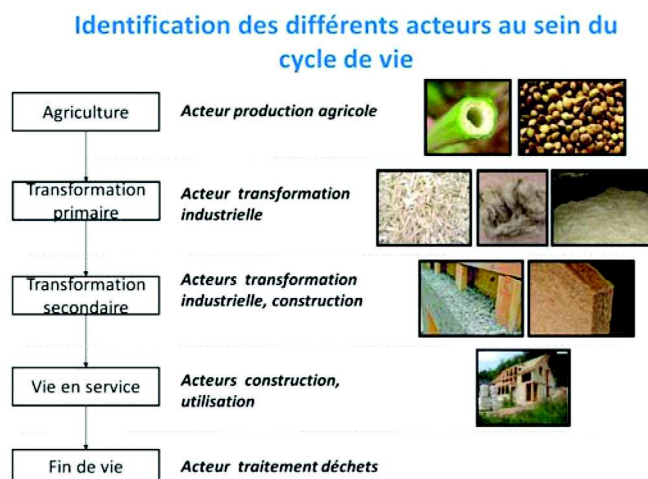 Identification des différents acteurs au sein du
cycle de vie
Agriculture
Acteur production agricole
Transformation
primaire
Acteur transformation
industrielle
Transformation
secondaire
Acteurs transformation
industrielle, construction
Vie en service
Acteurs construction,
utilisation
Fin de vie
Acteur traitement déchets